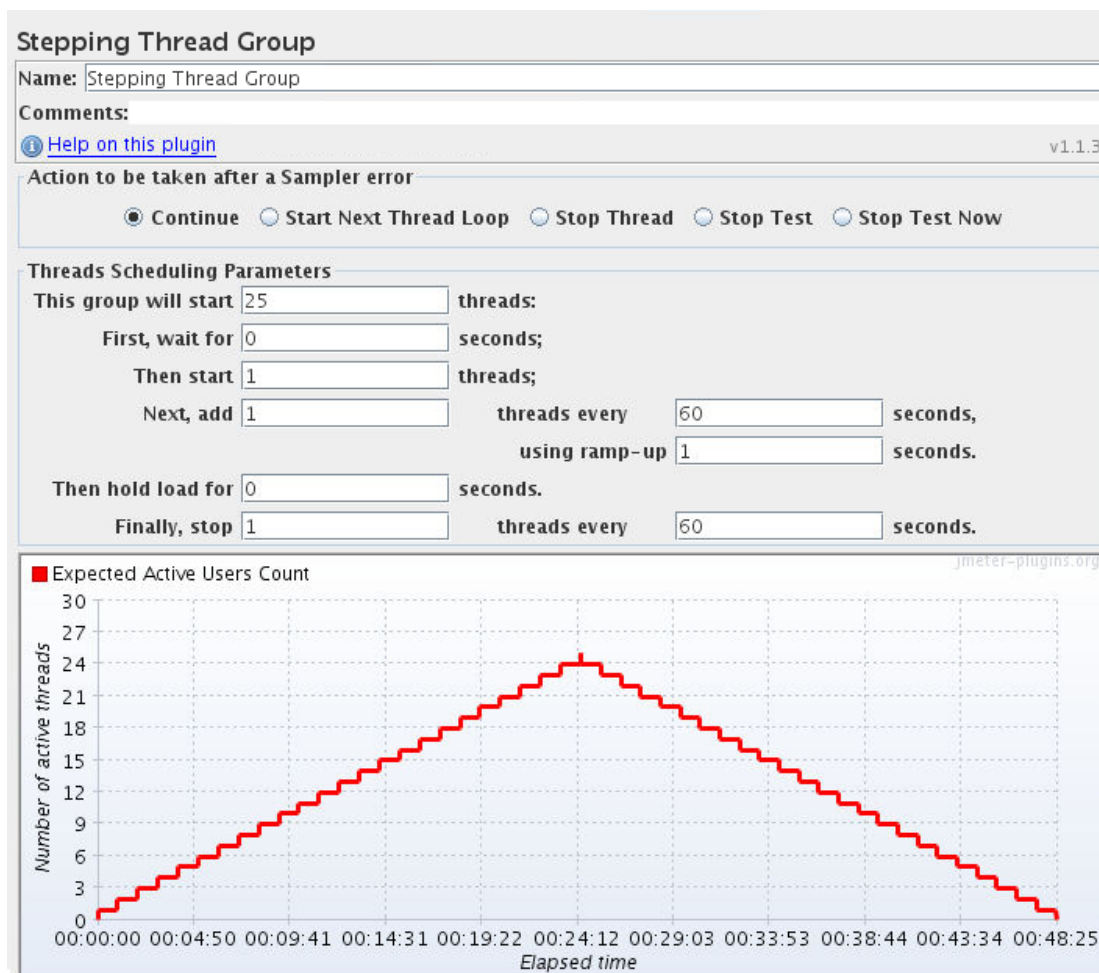 Stepping Thread Group
Name: Stepping Thread Group
Comments:
Help on this plugin
v1.1.3
Action to be taken after a Sampler error
Continue Start Next Thread Loop Stop Thread Stop Test Stop Test Now
Threads Scheduling Parameters
This group will start 25 threads:
First, wait for 0 seconds;
Then start 1 threads;
Next, add 1 threads every 60 seconds,
using ramp-up 1 seconds.
Then hold load for 0 seconds.
Finally, stop 1 threads every 60 seconds.
jmeter-plugins.org
Expected Active Users Count
30
27
24
21
18
15
12
9
6
3
0
Number of active threads
00:00:00 00:04:50 00:09:41 00:14:31 00:19:22 00:24:12 00:29:03 00:33:53 00:38:44 00:43:34 00:48:25
Elapsed time